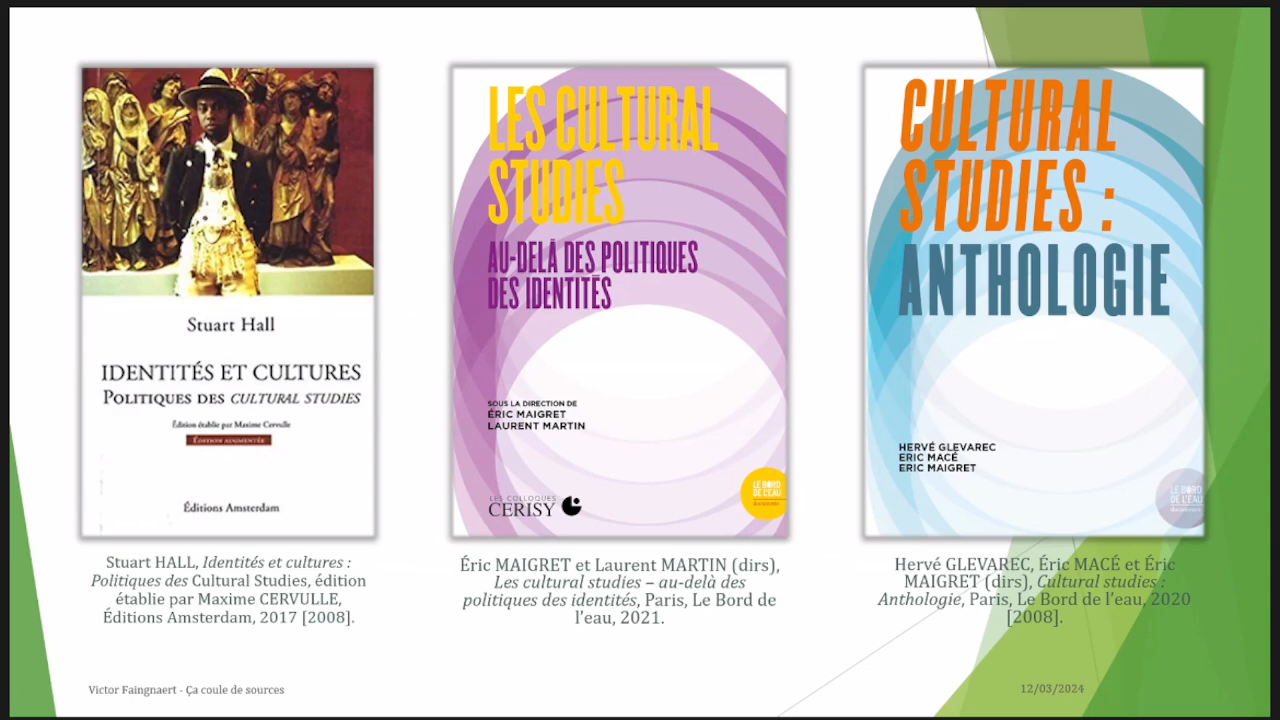 Stuart Hall
IDENTITÉS ET CULTURES
POLITIQUES DES CULTURAL STUDIES
Édition établie par Maxime Cervulle
ÉDITION AUGMENTÉE
Éditions Amsterdam
Stuart HALL, Identités et cultures :
Politiques des Cultural Studies, édition
établie par Maxime CERVULLE,
Éditions Amsterdam, 2017 [2008].
LES CULTURAL
STUDIES
AU-DELÀ DES POLITIQUES
DES IDENTITÉS
SOUS LA DIRECTION DE
ÉRIC MAIGRET
LAURENT MARTIN
LES COLLOQUES
CERISY
LE BORD
DE L'EAU
Éric MAIGRET et Laurent MARTIN (dirs),
Les cultural studies – au-delà des
politiques des identités, Paris, Le Bord de
l'eau, 2021.
CULTURAL
STUDIES :
ANTHOLOGIE
HERVÉ GLEVAREC
ERIC MACÉ
ERIC MAIGRET
LE BORD
DE L'EAU
Hervé GLEVAREC, Éric MACÉ et Éric
MAIGRET (dirs), Cultural studies :
Anthologie, Paris, Le Bord de l'eau, 2020
[2008].
Victor Faingnaert - Ça coule de sources
12/03/2024